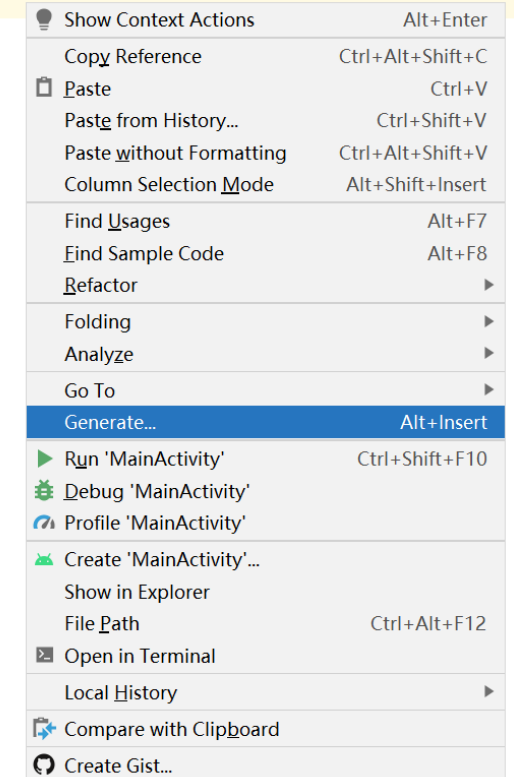 Show Context Actions Alt+Enter
Copy Reference Ctrl+Alt+Shift+C
Paste Ctrl+V
Paste from History... Ctrl+Shift+V
Paste without Formatting Ctrl+Alt+Shift+V
Column Selection Mode Alt+Shift+Insert
Find Usages Alt+F7
Find Sample Code Alt+F8
Refactor
Folding
Analyze
Go To
Generate... Alt+Insert
Run 'MainActivity' Ctrl+Shift+F10
Debug 'MainActivity'
Profile 'MainActivity'
Create 'MainActivity'...
Show in Explorer
File Path Ctrl+Alt+F12
Open in Terminal
Local History
Compare with Clipboard
Create Gist...